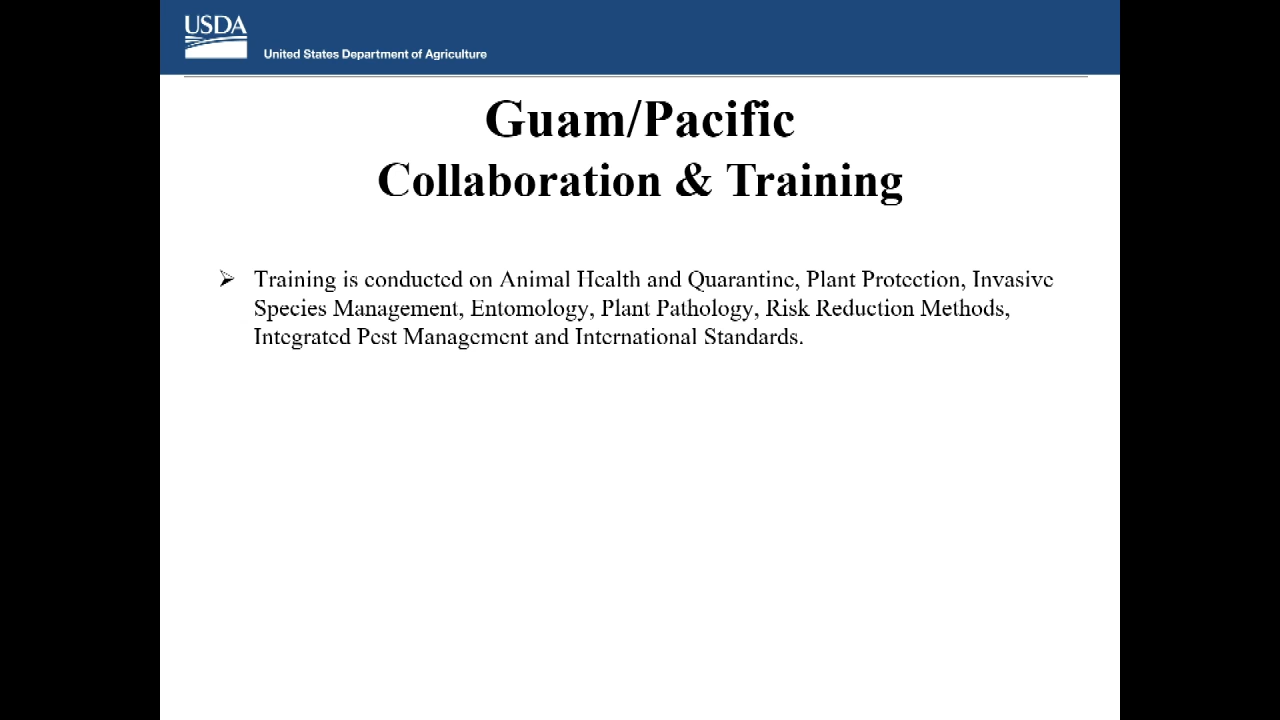 USDA
United States Department of Agriculture
Guam/Pacific
Collaboration & Training
➢ Training is conducted on Animal Health and Quarantine, Plant Protection, Invasive
Species Management, Entomology, Plant Pathology, Risk Reduction Methods,
Integrated Pest Management and International Standards.